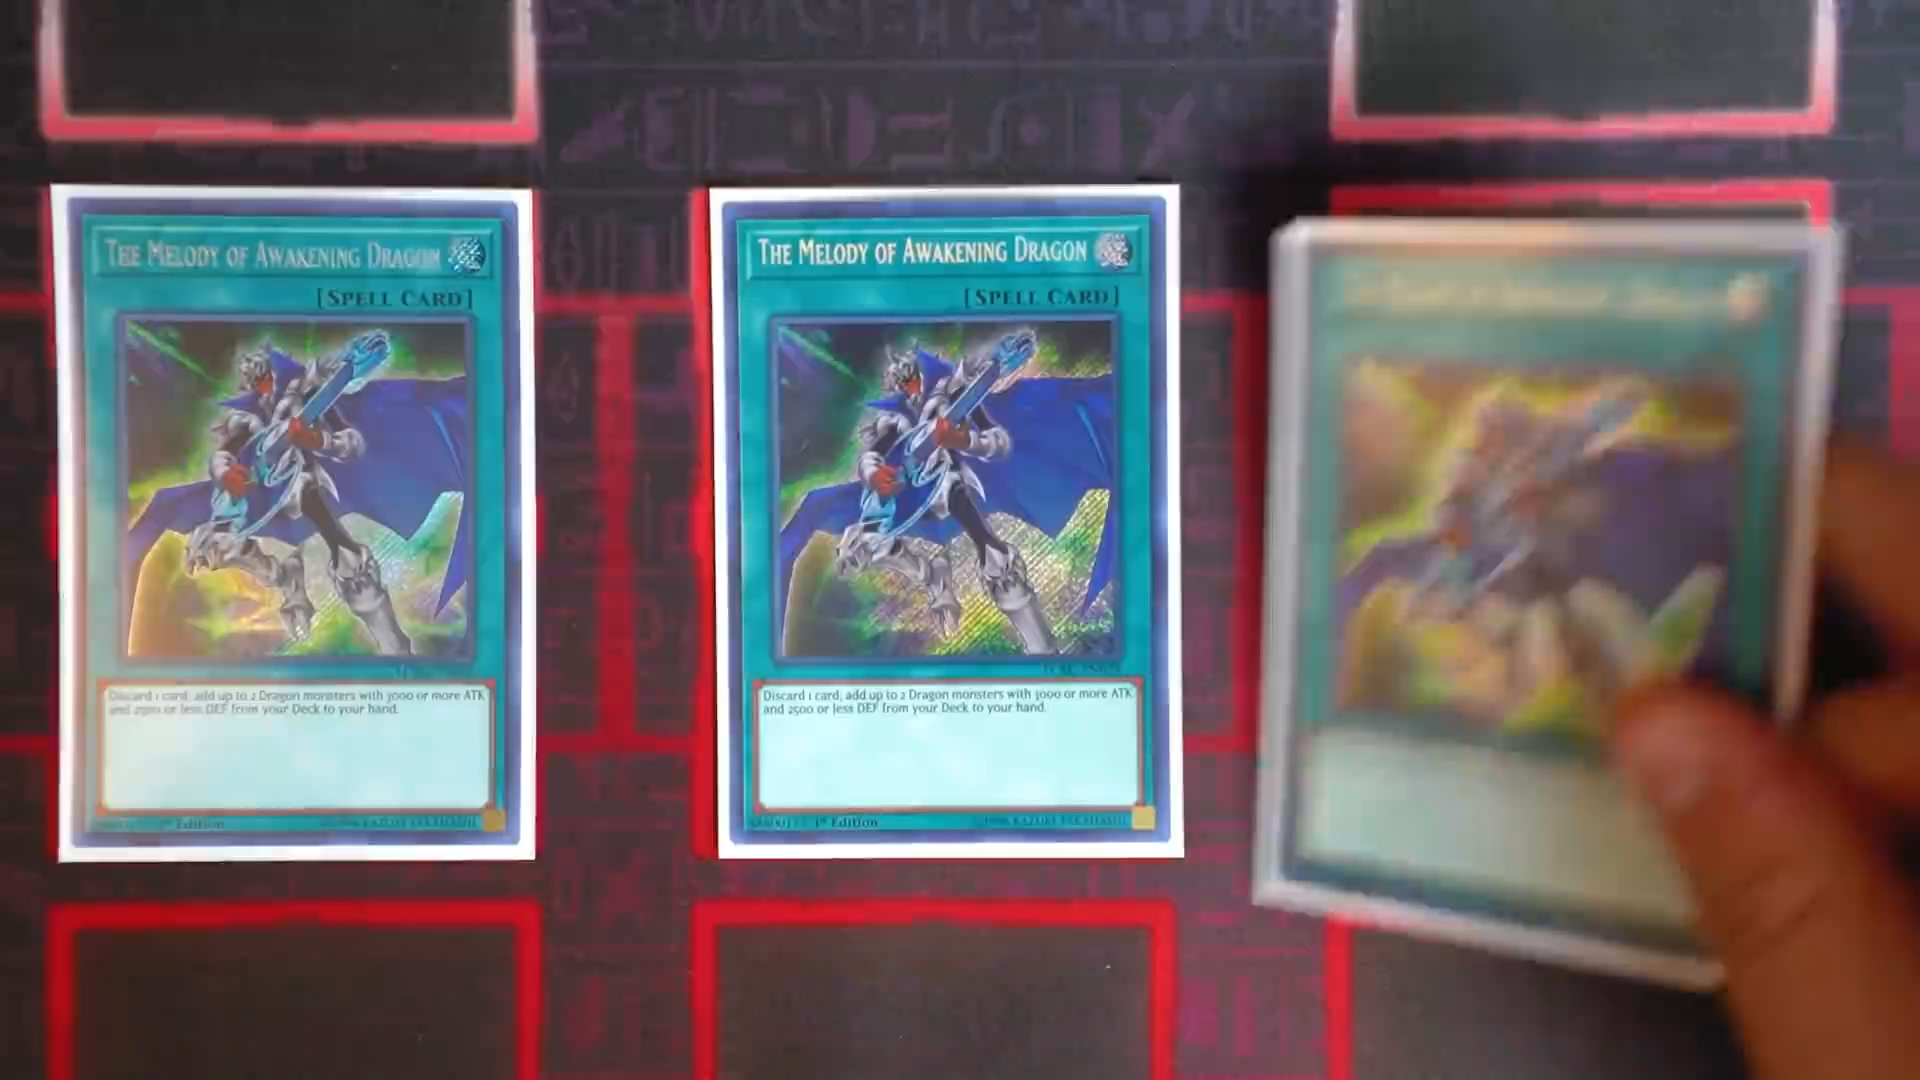 THE MELODY OF AWAKENING DRAGON
[SPELL CARD]
Discard 1 card, add up to 2 Dragon monsters with 3000 or more ATK
and 2500 or less DEF from your Deck to your hand.
1st Edition
THE MELODY OF AWAKENING DRAGON
[SPELL CARD]
Discard 1 card, add up to 2 Dragon monsters with 3000 or more ATK
and 2500 or less DEF from your Deck to your hand.
1st Edition
KAZUKI TAKAHASHI